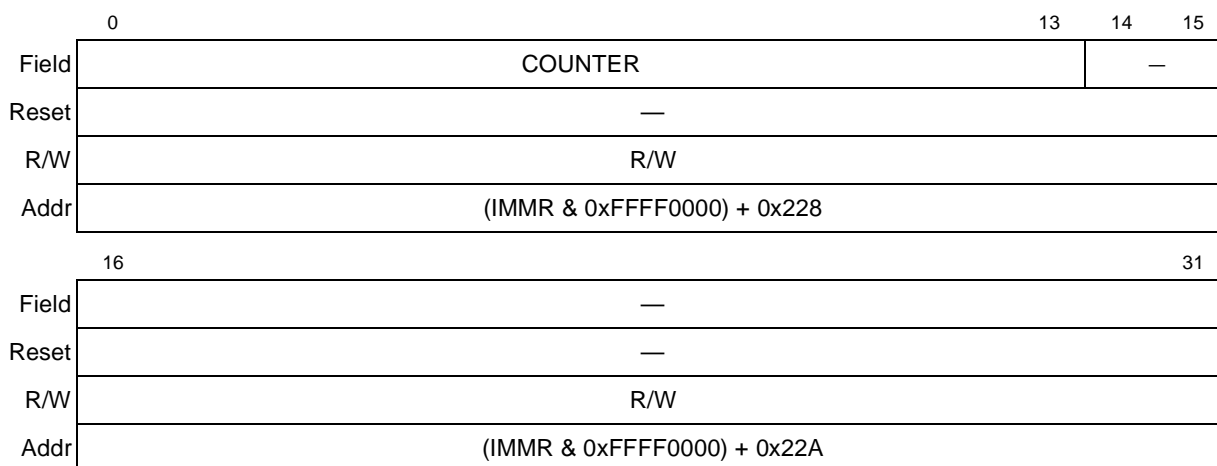 0 13 14 15
Field COUNTER —
Reset —
R/W R/W
Addr (IMMR & 0xFFFF0000) + 0x228
16 31
Field —
Reset —
R/W R/W
Addr (IMMR & 0xFFFF0000) + 0x22A